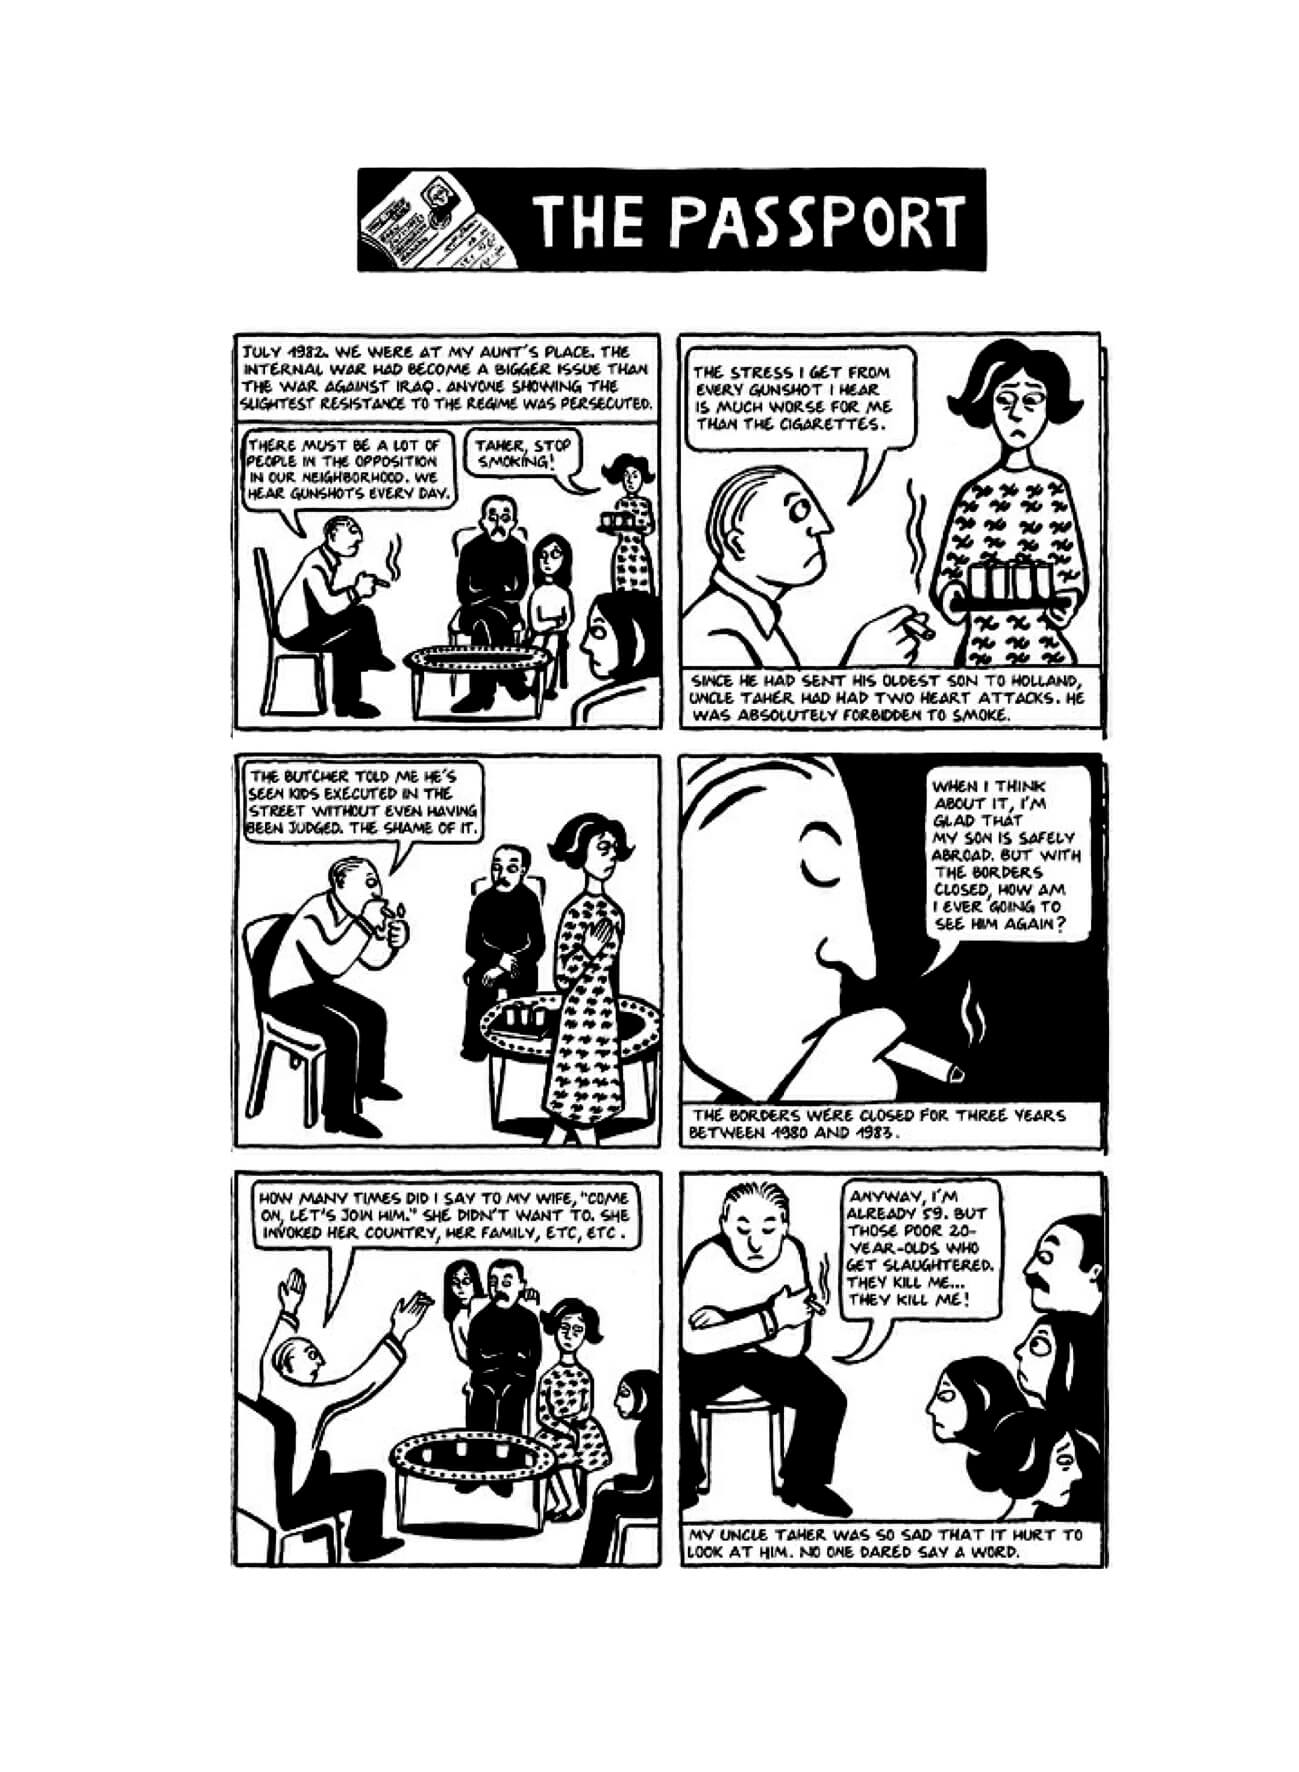 THE PASSPORT
JULY 1982. WE WERE AT MY AUNT'S PLACE. THE
INTERNAL WAR HAD BECOME A BIGGER ISSUE THAN
THE WAR AGAINST IRAQ. ANYONE SHOWING THE
SLIGHTEST RESISTANCE TO THE REGIME WAS PERSECUTED.
THERE MUST BE A LOT OF
PEOPLE IN THE OPPOSITION
IN OUR NEIGHBORHOOD. WE
HEAR GUNSHOTS EVERY DAY.
TAHER, STOP
SMOKING!
THE STRESS I GET FROM
EVERY GUNSHOT I HEAR
IS MUCH WORSE FOR ME
THAN THE CIGARETTES.
SINCE HE HAD SENT HIS OLDEST SON TO HOLLAND,
UNCLE TAHER HAD HAD TWO HEART ATTACKS. HE
WAS ABSOLUTELY FORBIDDEN TO SMOKE.
THE BUTCHER TOLD ME HE'S
SEEN KIDS EXECUTED IN THE
STREET WITHOUT EVEN HAVING
BEEN JUDGED. THE SHAME OF IT.
WHEN I THINK
ABOUT IT, I'M
GLAD THAT
MY SON IS SAFELY
ABROAD. BUT WITH
THE BORDERS
CLOSED, HOW AM
I EVER GOING TO
SEE HIM AGAIN?
THE BORDERS WERE CLOSED FOR THREE YEARS
BETWEEN 1980 AND 1983.
HOW MANY TIMES DID I SAY TO MY WIFE, "COME
ON, LET'S JOIN HIM." SHE DIDN'T WANT TO. SHE
INVOKED HER COUNTRY, HER FAMILY, ETC, ETC.
ANYWAY, I'M
ALREADY 59. BUT
THOSE POOR 20-
YEAR-OLDS WHO
GET SLAUGHTERED.
THEY KILL ME...
THEY KILL ME!
MY UNCLE TAHER WAS SO SAD THAT IT HURT TO
LOOK AT HIM. NO ONE DARED SAY A WORD.